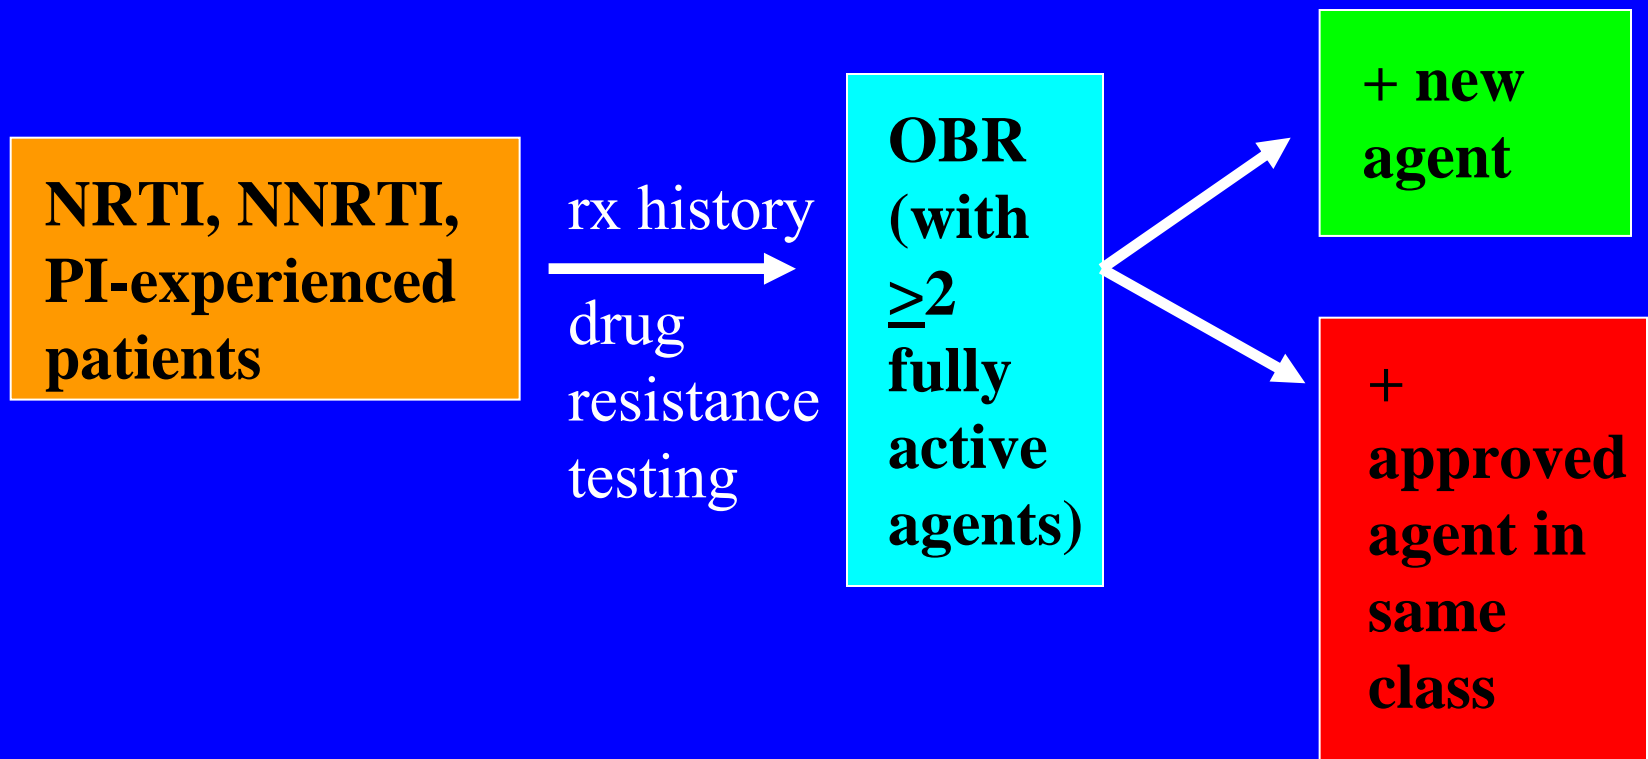 NRTI, NNRTI,
PI-experienced
patients
rx history
drug
resistance
testing
OBR
(with
>2
fully
active
agents)
+ new
agent
+
approved
agent in
same
class